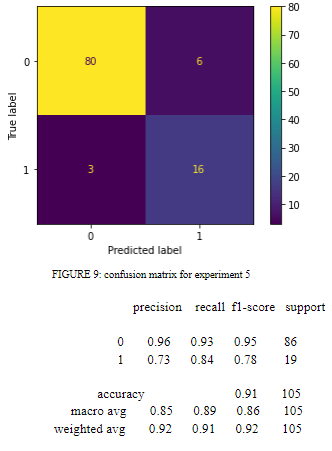 80
70
60
50
40
30
20
10
0
80
6
True label
1
3
16
0
1
Predicted label
FIGURE 9: confusion matrix for experiment 5
precision recall f1-score support
0 0.96 0.93 0.95 86
1 0.73 0.84 0.78 19
accuracy 0.91 105
macro avg 0.85 0.89 0.86 105
weighted avg 0.92 0.91 0.92 105